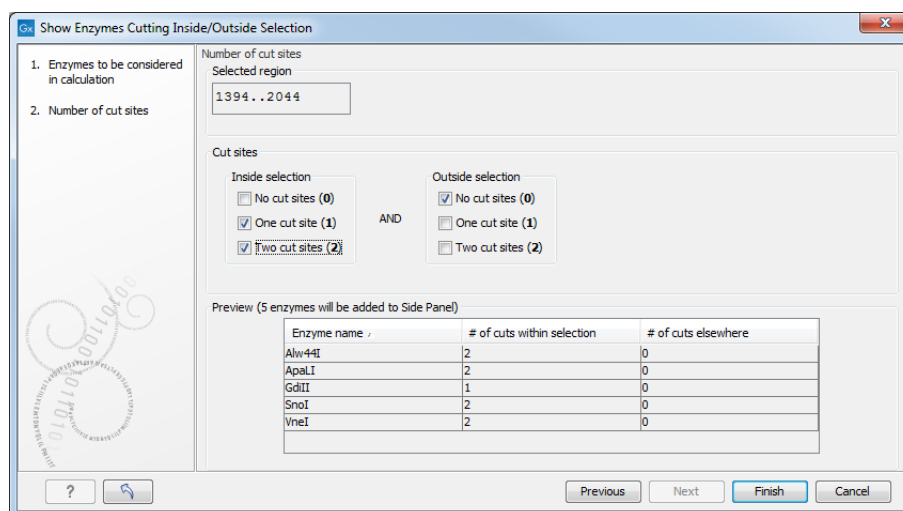 Gx Show Enzymes Cutting Inside/Outside Selection X
1. Enzymes to be considered
in calculation
2. Number of cut sites
Number of cut sites
Selected region
1394..2044
Cut sites
Inside selection
No cut sites (0)
One cut site (1)
Two cut sites (2)
AND
Outside selection
No cut sites (0)
One cut site (1)
Two cut sites (2)
Preview (5 enzymes will be added to Side Panel)
Enzyme name # of cuts within selection # of cuts elsewhere
Alw44I 2 0
ApaLI 2 0
GdiII 1 0
SnoI 2 0
VneI 2 0
? Previous Next Finish Cancel